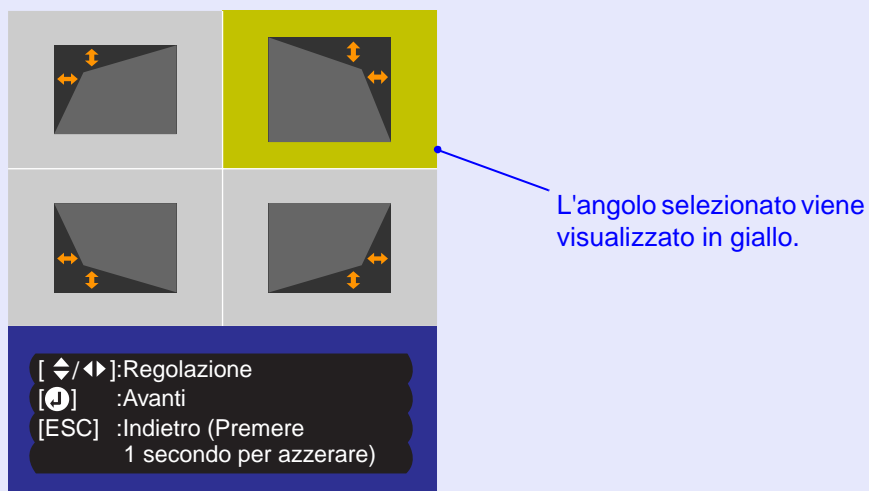 L'angolo selezionato viene
visualizzato in giallo.
[ / ]:Regolazione
[ ] :Avanti
[ESC] :Indietro (Premere
1 secondo per azzerare)